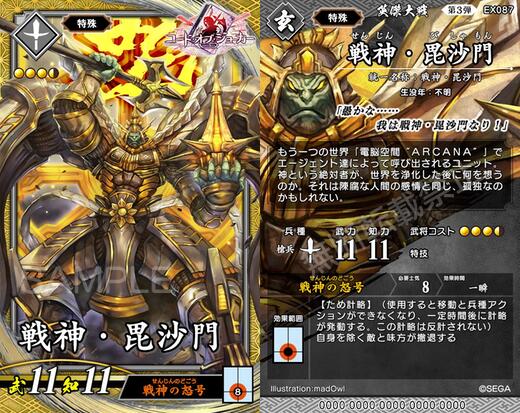 特殊
コード・オブ・ジョーカー
SAMPLE
戦神・毘沙門
武11知11
せんじんのどごう
戦神の怒号
8
玄
特殊
英傑大戦
第3弾
EX087
せんじん びしゃもん
戦神・毘沙門
統一名称:戦神・毘沙門
生没年:不明
「愚かな……
我は戦神・毘沙門なり!」
もう一つの世界「電脳空間“ARCANA”」で
エージェント達によって呼び出されるユニット。
神という絶対者が、世界を浄化した後に何を想う
のか。それは陳腐な人間の感情と同じ、孤独なの
かもしれない。
兵種 武力 知力 武将コスト
槍兵 11 11 特技
せんじんのどごう
戦神の怒号
必要士気
8
効果時間
一瞬
効果範囲
【ため計略】(使用すると移動と兵種アク
ションができなくなり、一定時間後に計略
が発動する。この計略は反計されない)
自身を除く敵と味方が撤退する
Illustration:madOwl
©SEGA
0000-0000-0000-0000-0000